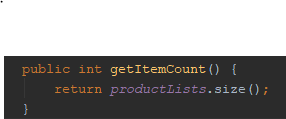 public int getItemCount() {
    return productLists.size();
}